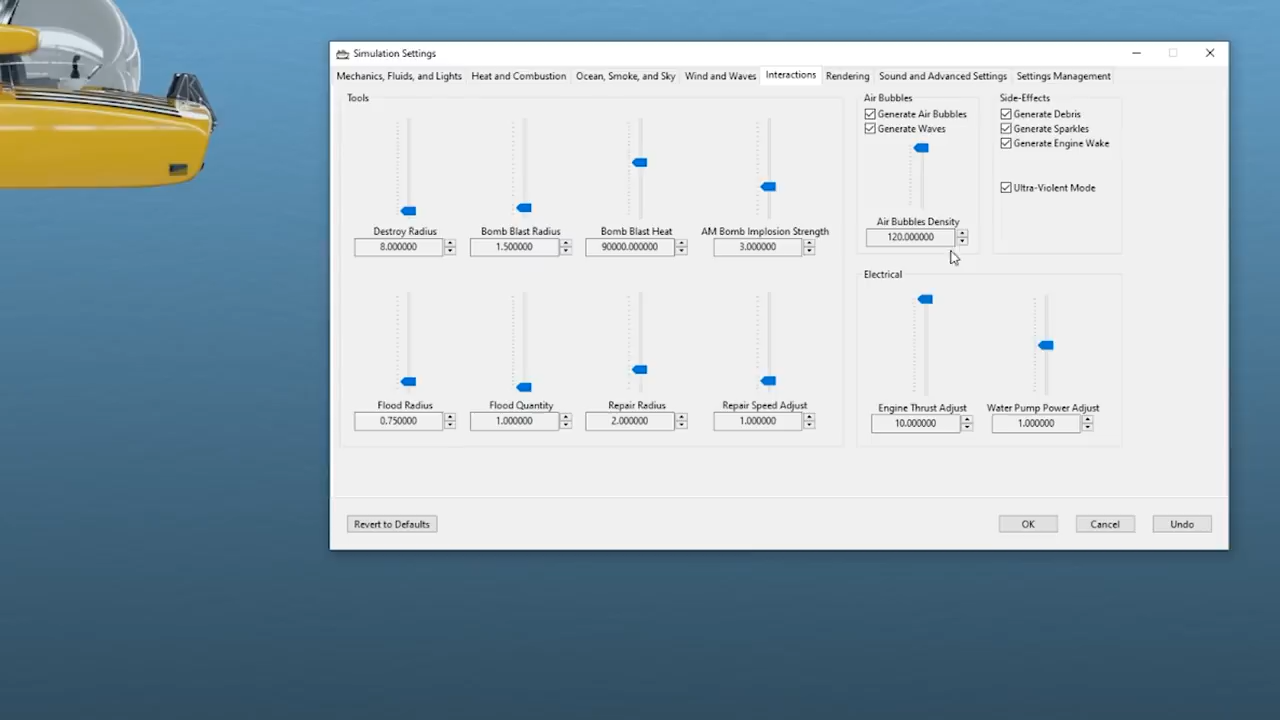 Simulation Settings
Mechanics, Fluids, and Lights Heat and Combustion Ocean, Smoke, and Sky Wind and Waves Interactions Rendering Sound and Advanced Settings Settings Management
Tools
Destroy Radius Bomb Blast Radius Bomb Blast Heat AM Bomb Implosion Strength
8.000000 1.500000 90000.000000 3.000000
Flood Radius Flood Quantity Repair Radius Repair Speed Adjust
0.750000 1.000000 2.000000 1.000000
Air Bubbles
Generate Air Bubbles
Generate Waves
Air Bubbles Density
120.000000
Side-Effects
Generate Debris
Generate Sparkles
Generate Engine Wake
Ultra-Violent Mode
Electrical
Engine Thrust Adjust Water Pump Power Adjust
10.000000 1.000000
Revert to Defaults OK Cancel Undo